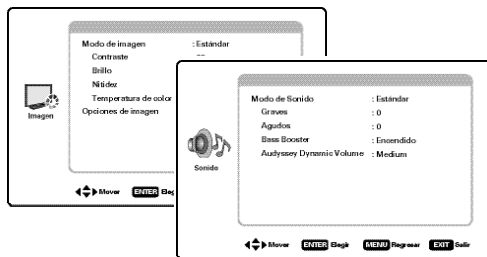 Modo de imagen : Estándar
Contraste
Brillo
Nitidez
Temperatura de color
Opciones de imagen
Imagen
Mover ENTER
Modo de Sonido : Estándar
Graves : 0
Agudos : 0
Bass Booster : Encendido
Audyssey Dynamic Volume : Medium
Sonido
Mover ENTER Elegir MENU Regresar EXIT Salir